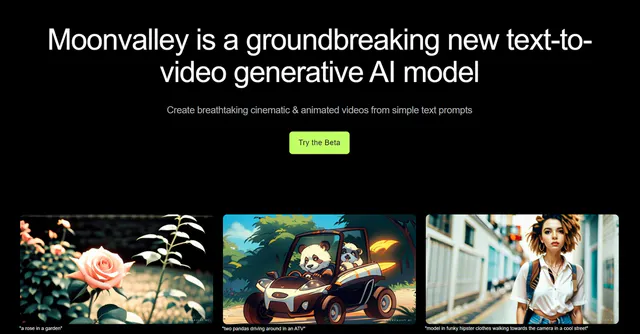 Moonvalley is a groundbreaking new text-to-
video generative AI model
Create breathtaking cinematic & animated videos from simple text prompts
Try the Beta
"a rose in a garden"
"two pandas driving around in an ATV"
"model in funky hipster clothes walking towards the camera in a cool street"